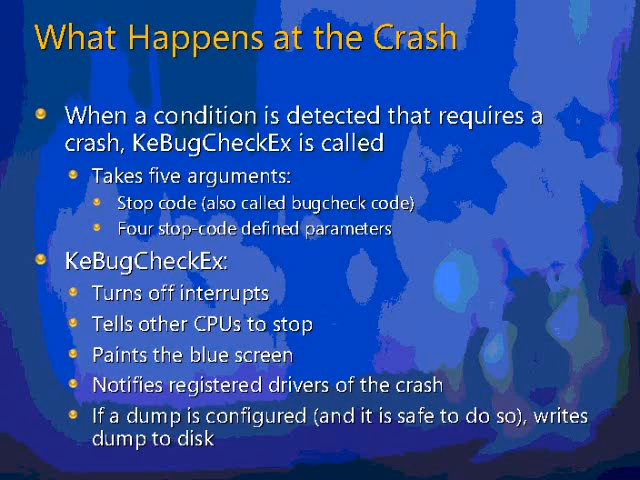 What Happens at the Crash
When a condition is detected that requires a
crash, KeBugCheckEx is called
Takes five arguments:
Stop code (also called bugcheck code)
Four stop-code defined parameters
KeBugCheckEx:
Turns off interrupts
Tells other CPUs to stop
Paints the blue screen
Notifies registered drivers of the crash
If a dump is configured (and it is safe to do so), writes
dump to disk